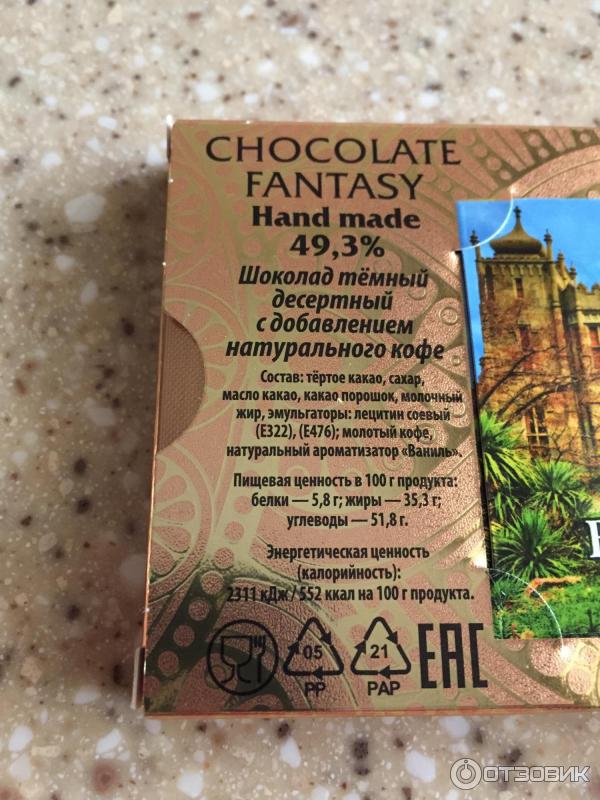 CHOCOLATE
FANTASY
Hand made
49,3%
Шоколад тёмный
десертный
с добавлением
натурального кофе
Состав: тёртое какао, сахар,
масло какао, какао порошок, молочный
жир, эмульгаторы: лецитин соевый
(Е322), (Е476); молотый кофе,
натуральный ароматизатор «Ваниль».
Пищевая ценность в 100 г продукта:
белки — 5,8 г; жиры — 35,3 г;
углеводы — 51,8 г.
Энергетическая ценность
(калорийность):
2311 кДж / 552 ккал на 100 г продукта.
05
PP
21
PAP
EAC
ОТЗОВИК